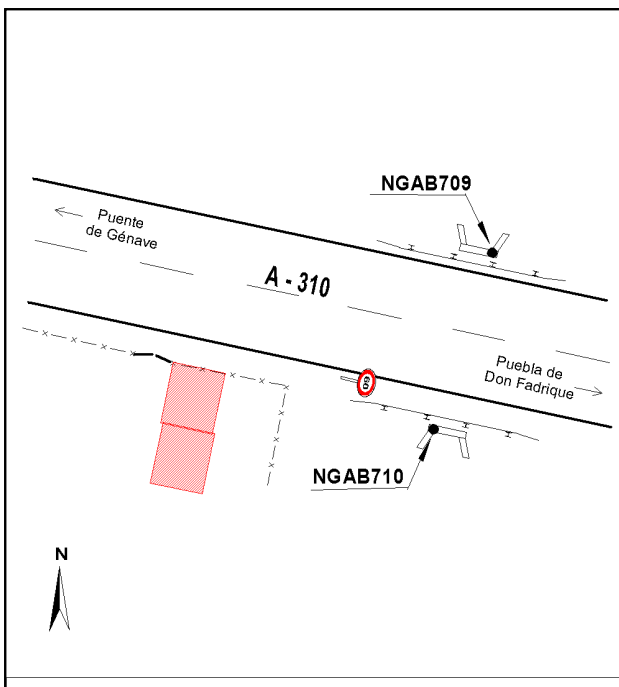 NGAB709
Puente
de Génave
A - 310
Puebla de
Don Fadrique
60
NGAB710
N